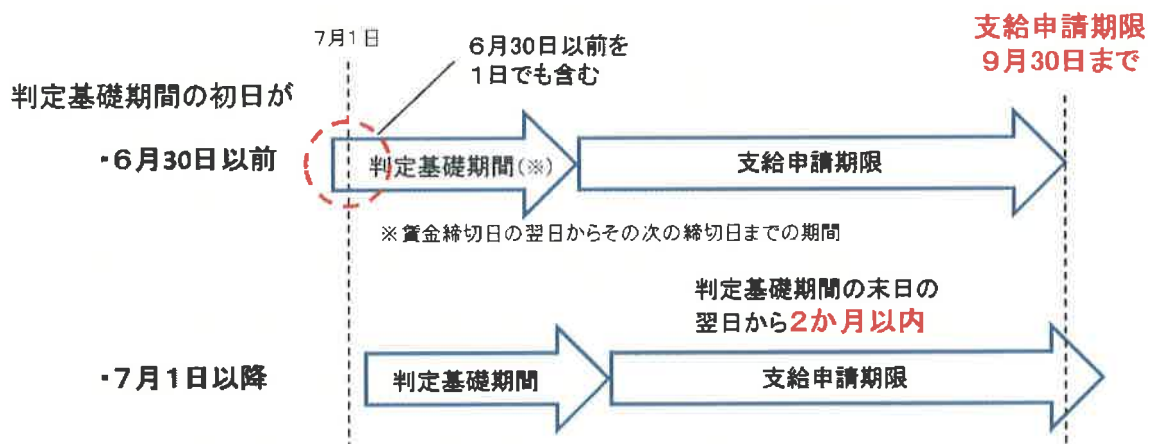 7月1日
6月30日以前を
1日でも含む
支給申請期限
9月30日まで
判定基礎期間の初日が
・6月30日以前
判定基礎期間(※)
支給申請期限
※賃金締切日の翌日からその次の締切日までの期間
判定基礎期間の末日の
翌日から2か月以内
・7月1日以降
判定基礎期間
支給申請期限